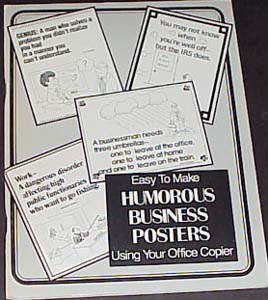 GENIUS: A man who solves a
problem you didn't realize
you had
in a manner you
can't understand.
You may not know
when
you're well off...
but the IRS does.
A businessman needs
three umbrellas—
one to leave at the office,
one to leave at home
and one to leave on the train.
Work—
A dangerous disorder
affecting high
public functionaries
who want to go fishing.
Easy To Make
HUMOROUS
BUSINESS
POSTERS
Using Your Office Copier